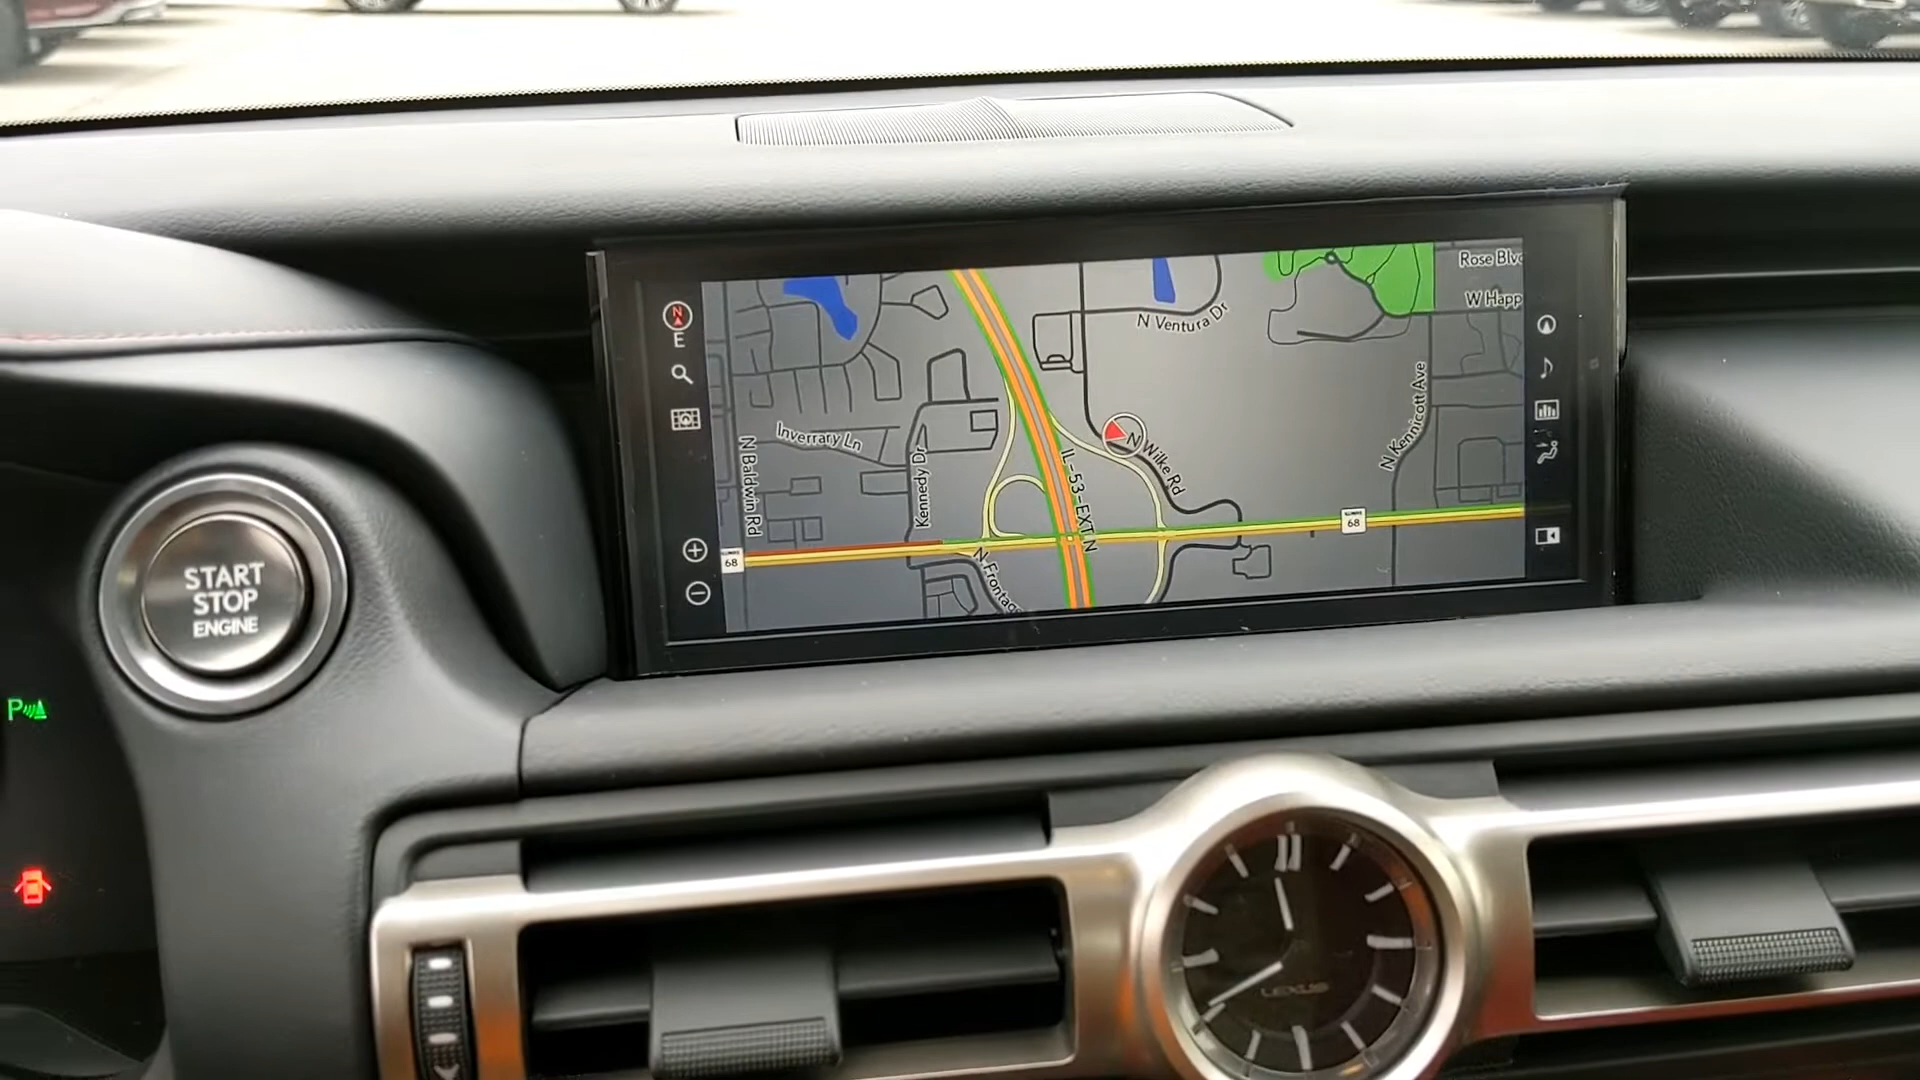 Rose Blvd
W Happ
N
E
N Ventura Dr
N Kennicott Ave
Inverrary Ln
N Baldwin Rd
Kennedy Dr
N Wilke Rd
IL-53-EXT N
68
ILLINOIS
68
N Frontage
START
STOP
ENGINE
P
LEXUS